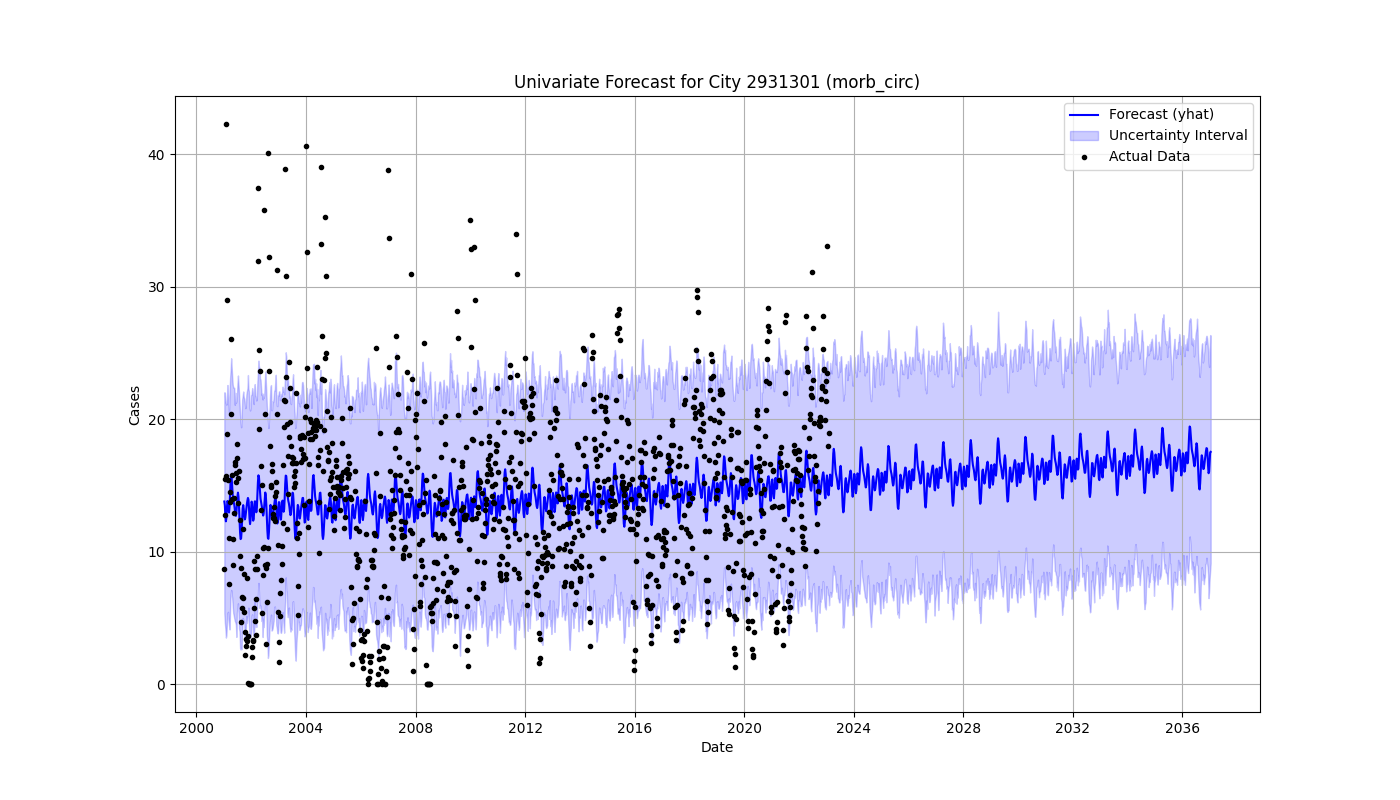 Univariate Forecast for City 2931301 (morb_circ)
Forecast (yhat)
Uncertainty Interval
Actual Data
Cases
40
30
20
10
0
2000 2004 2008 2012 2016 2020 2024 2028 2032 2036
Date